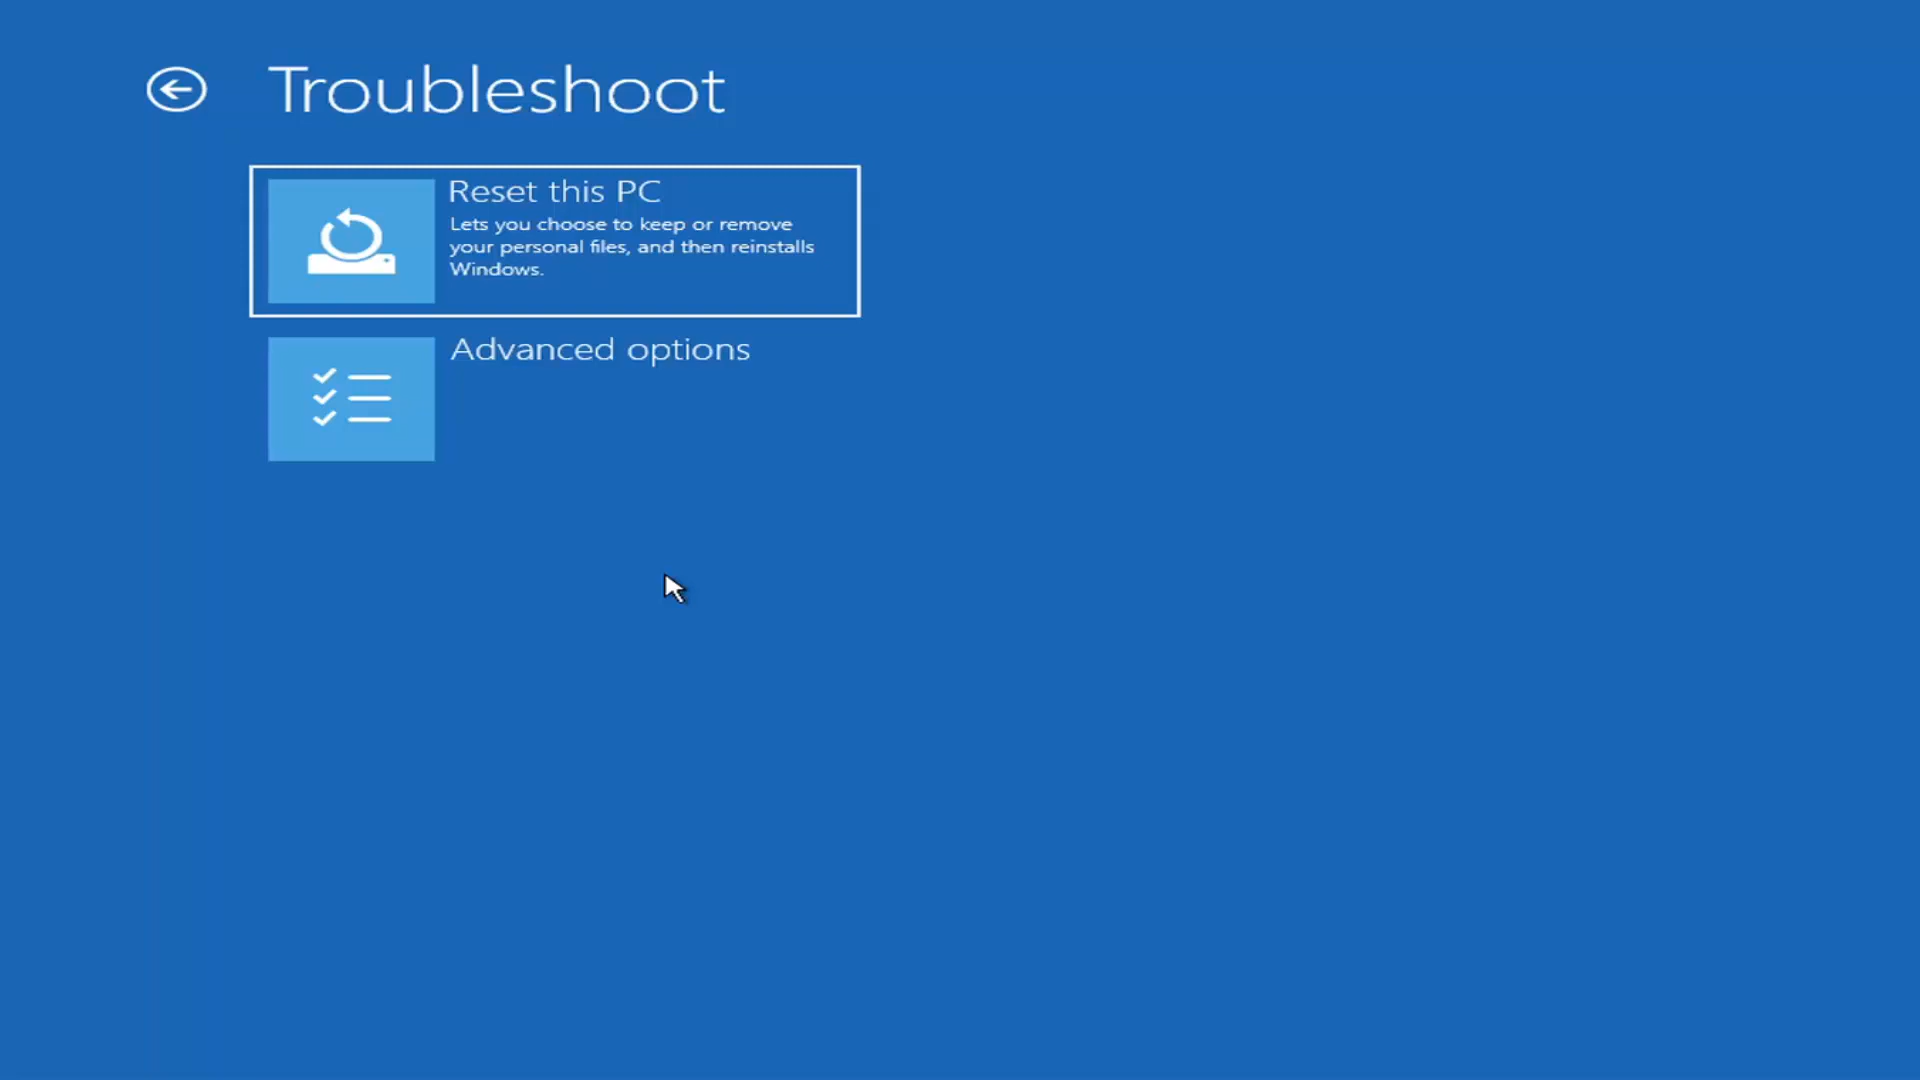 Troubleshoot
Reset this PC
Lets you choose to keep or remove
your personal files, and then reinstalls
Windows.
Advanced options